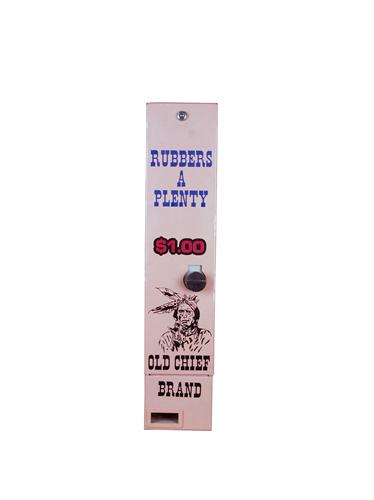 RUBBERS
A
PLENTY
$1.00
OLD CHIEF
BRAND